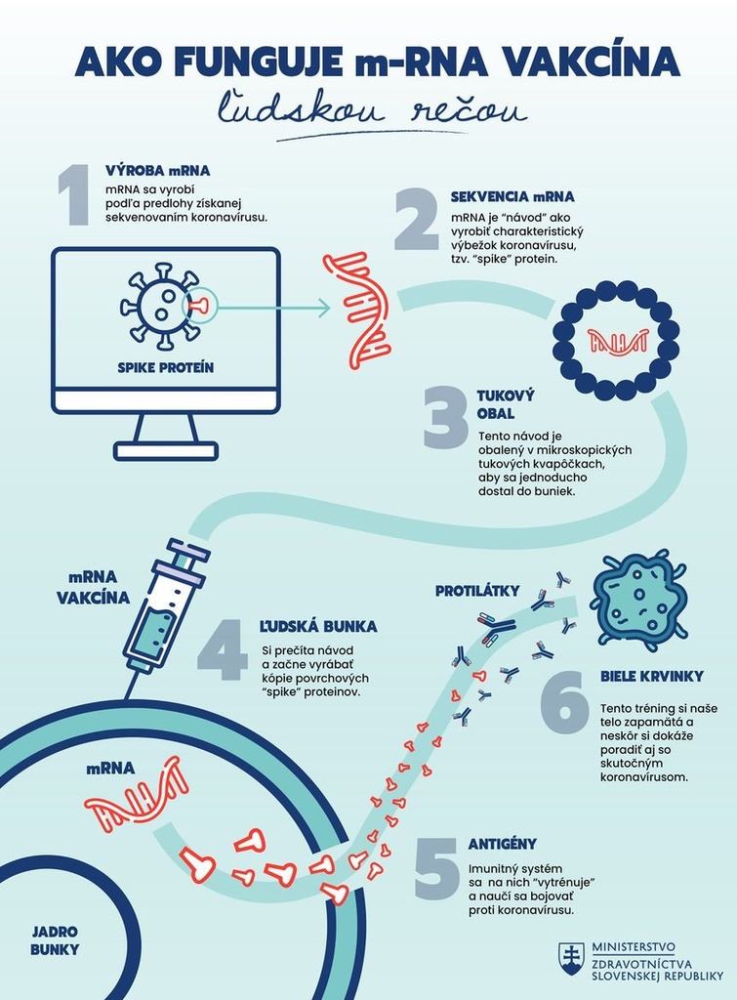 AKO FUNGUJE m-RNA VAKCÍNA
ľudskou rečou
1
VÝROBA mRNA
mRNA sa vyrobí
podľa predlohy získanej
sekvenovaním koronavírusu.
2
SEKVENCIA mRNA
mRNA je “návod” ako
vyrobiť charakteristický
výbežok koronavírusu,
tzv. “spike” protein.
SPIKE PROTEÍN
3
TUKOVÝ
OBAL
Tento návod je
obalený v mikroskopických
tukových kvapôčkach,
aby sa jednoducho
dostal do buniek.
mRNA
VAKCÍNA
4
ĽUDSKÁ BUNKA
Si prečíta návod
a začne vyrábať
kópie povrchových
“spike” proteinov.
PROTILÁTKY
6
BIELE KRVINKY
Tento tréning si naše
telo zapamätá a
neskôr si dokáže
poradiť aj so
skutočným
koronavírusom.
mRNA
5
ANTIGÉNY
Imunitný systém
sa na nich “vytrénuje”
a naučí sa bojovať
proti koronavírusu.
JADRO
BUNKY
MINISTERSTVO
ZDRAVOTNÍCTVA
SLOVENSKEJ REPUBLIKY